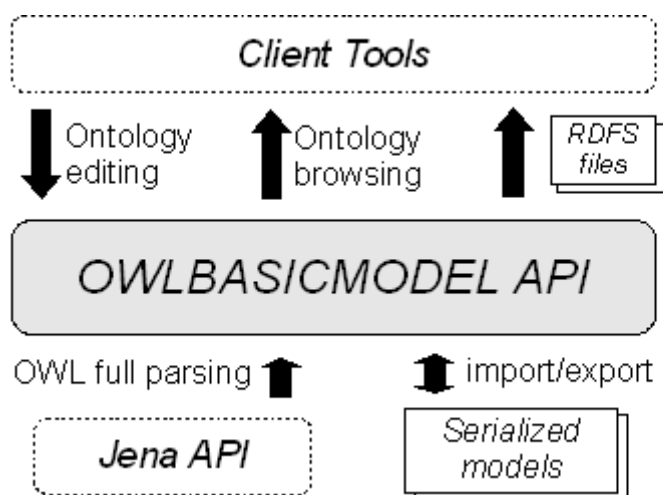 Client Tools
Ontology
editing
Ontology
browsing
RDFS
files
OWLBASICMODEL API
OWL full parsing
import/export
Jena API
Serialized
models